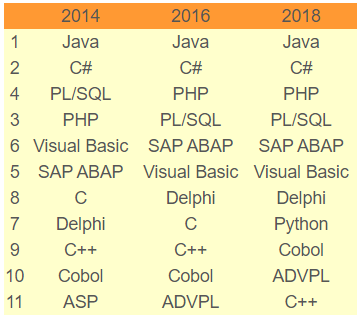 2014 2016 2018
1 Java Java Java
2 C# C# C#
4 PL/SQL PHP PHP
3 PHP PL/SQL PL/SQL
6 Visual Basic SAP ABAP SAP ABAP
5 SAP ABAP Visual Basic Visual Basic
8 C Delphi Delphi
7 Delphi C Python
9 C++ C++ Cobol
10 Cobol Cobol ADVPL
11 ASP ADVPL C++